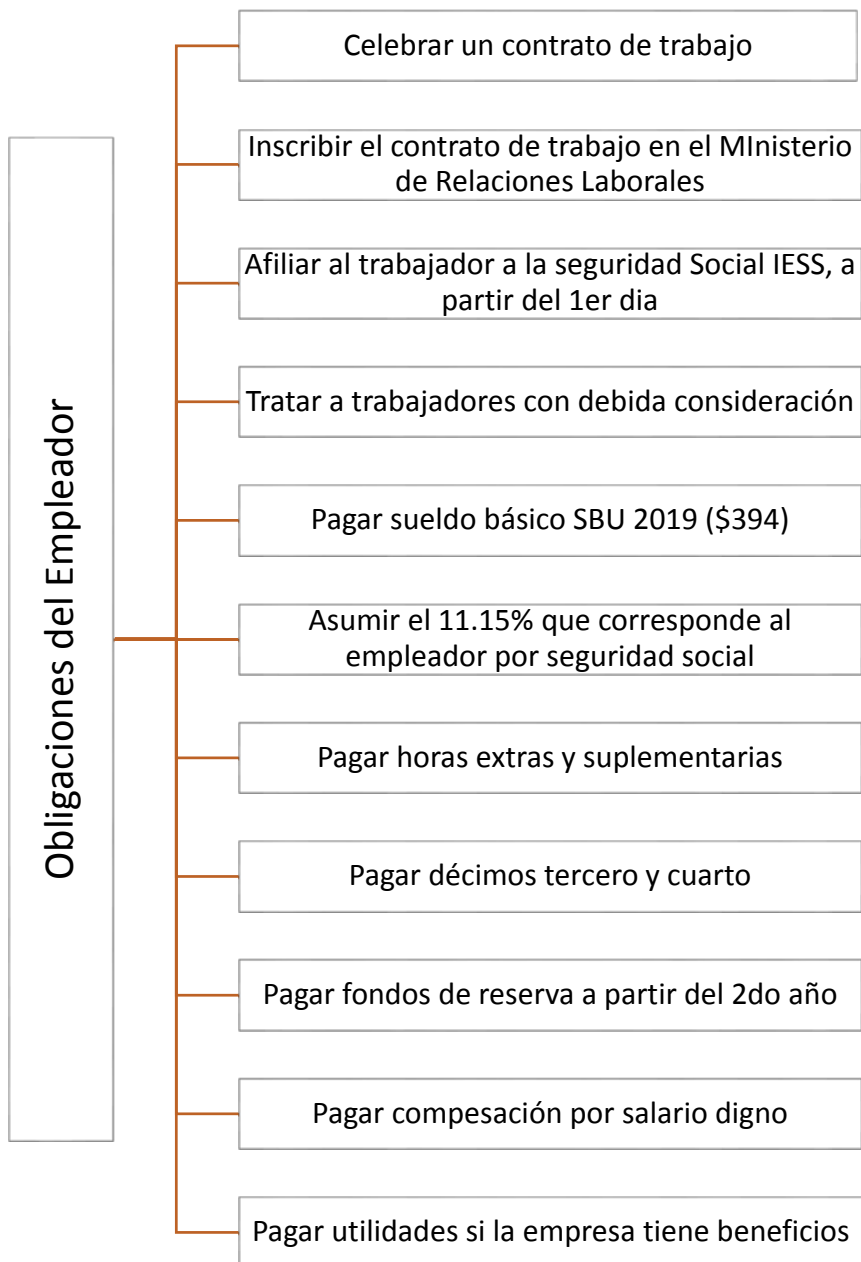 Obligaciones del Empleador
Celebrar un contrato de trabajo
Inscribir el contrato de trabajo en el MInisterio
de Relaciones Laborales
Afiliar al trabajador a la seguridad Social IESS, a
partir del 1er dia
Tratar a trabajadores con debida consideración
Pagar sueldo básico SBU 2019 ($394)
Asumir el 11.15% que corresponde al
empleador por seguridad social
Pagar horas extras y suplementarias
Pagar décimos tercero y cuarto
Pagar fondos de reserva a partir del 2do año
Pagar compesación por salario digno
Pagar utilidades si la empresa tiene beneficios